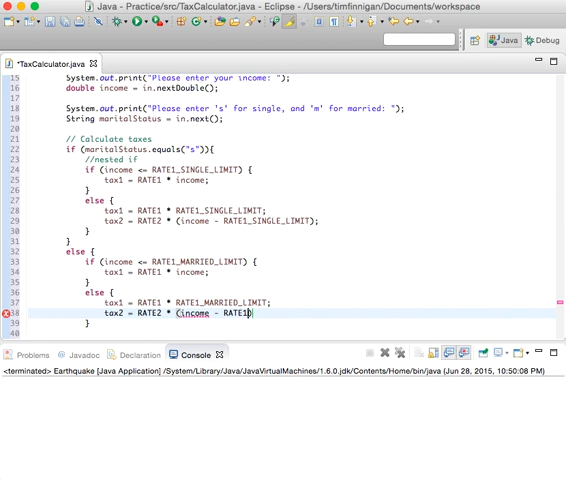 Java - Practice/src/TaxCalculator.java - Eclipse - /Users/timfinnigan/Documents/workspace
Java
Debug
*TaxCalculator.java
15 System.out.print("Please enter your income: ");
16 double income = in.nextDouble();
17
18 System.out.print("Please enter 's' for single, and 'm' for married: ");
19 String maritalStatus = in.next();
20
21 // Calculate taxes
22 if (maritalStatus.equals("s")){
23 //nested if
24 if (income <= RATE1_SINGLE_LIMIT) {
25 tax1 = RATE1 * income;
26 }
27 else {
28 tax1 = RATE1 * RATE1_SINGLE_LIMIT;
29 tax2 = RATE2 * (income - RATE1_SINGLE_LIMIT);
30 }
31 }
32 else {
33 if (income <= RATE1_MARRIED_LIMIT) {
34 tax1 = RATE1 * income;
35 }
36 else {
37 tax1 = RATE1 * RATE1_MARRIED_LIMIT;
38 tax2 = RATE2 * (income - RATE1)
39 }
40
Problems @ Javadoc Declaration Console
<terminated> Earthquake [Java Application] /System/Library/Java/JavaVirtualMachines/1.6.0.jdk/Contents/Home/bin/java (Jun 28, 2015, 10:50:08 PM)